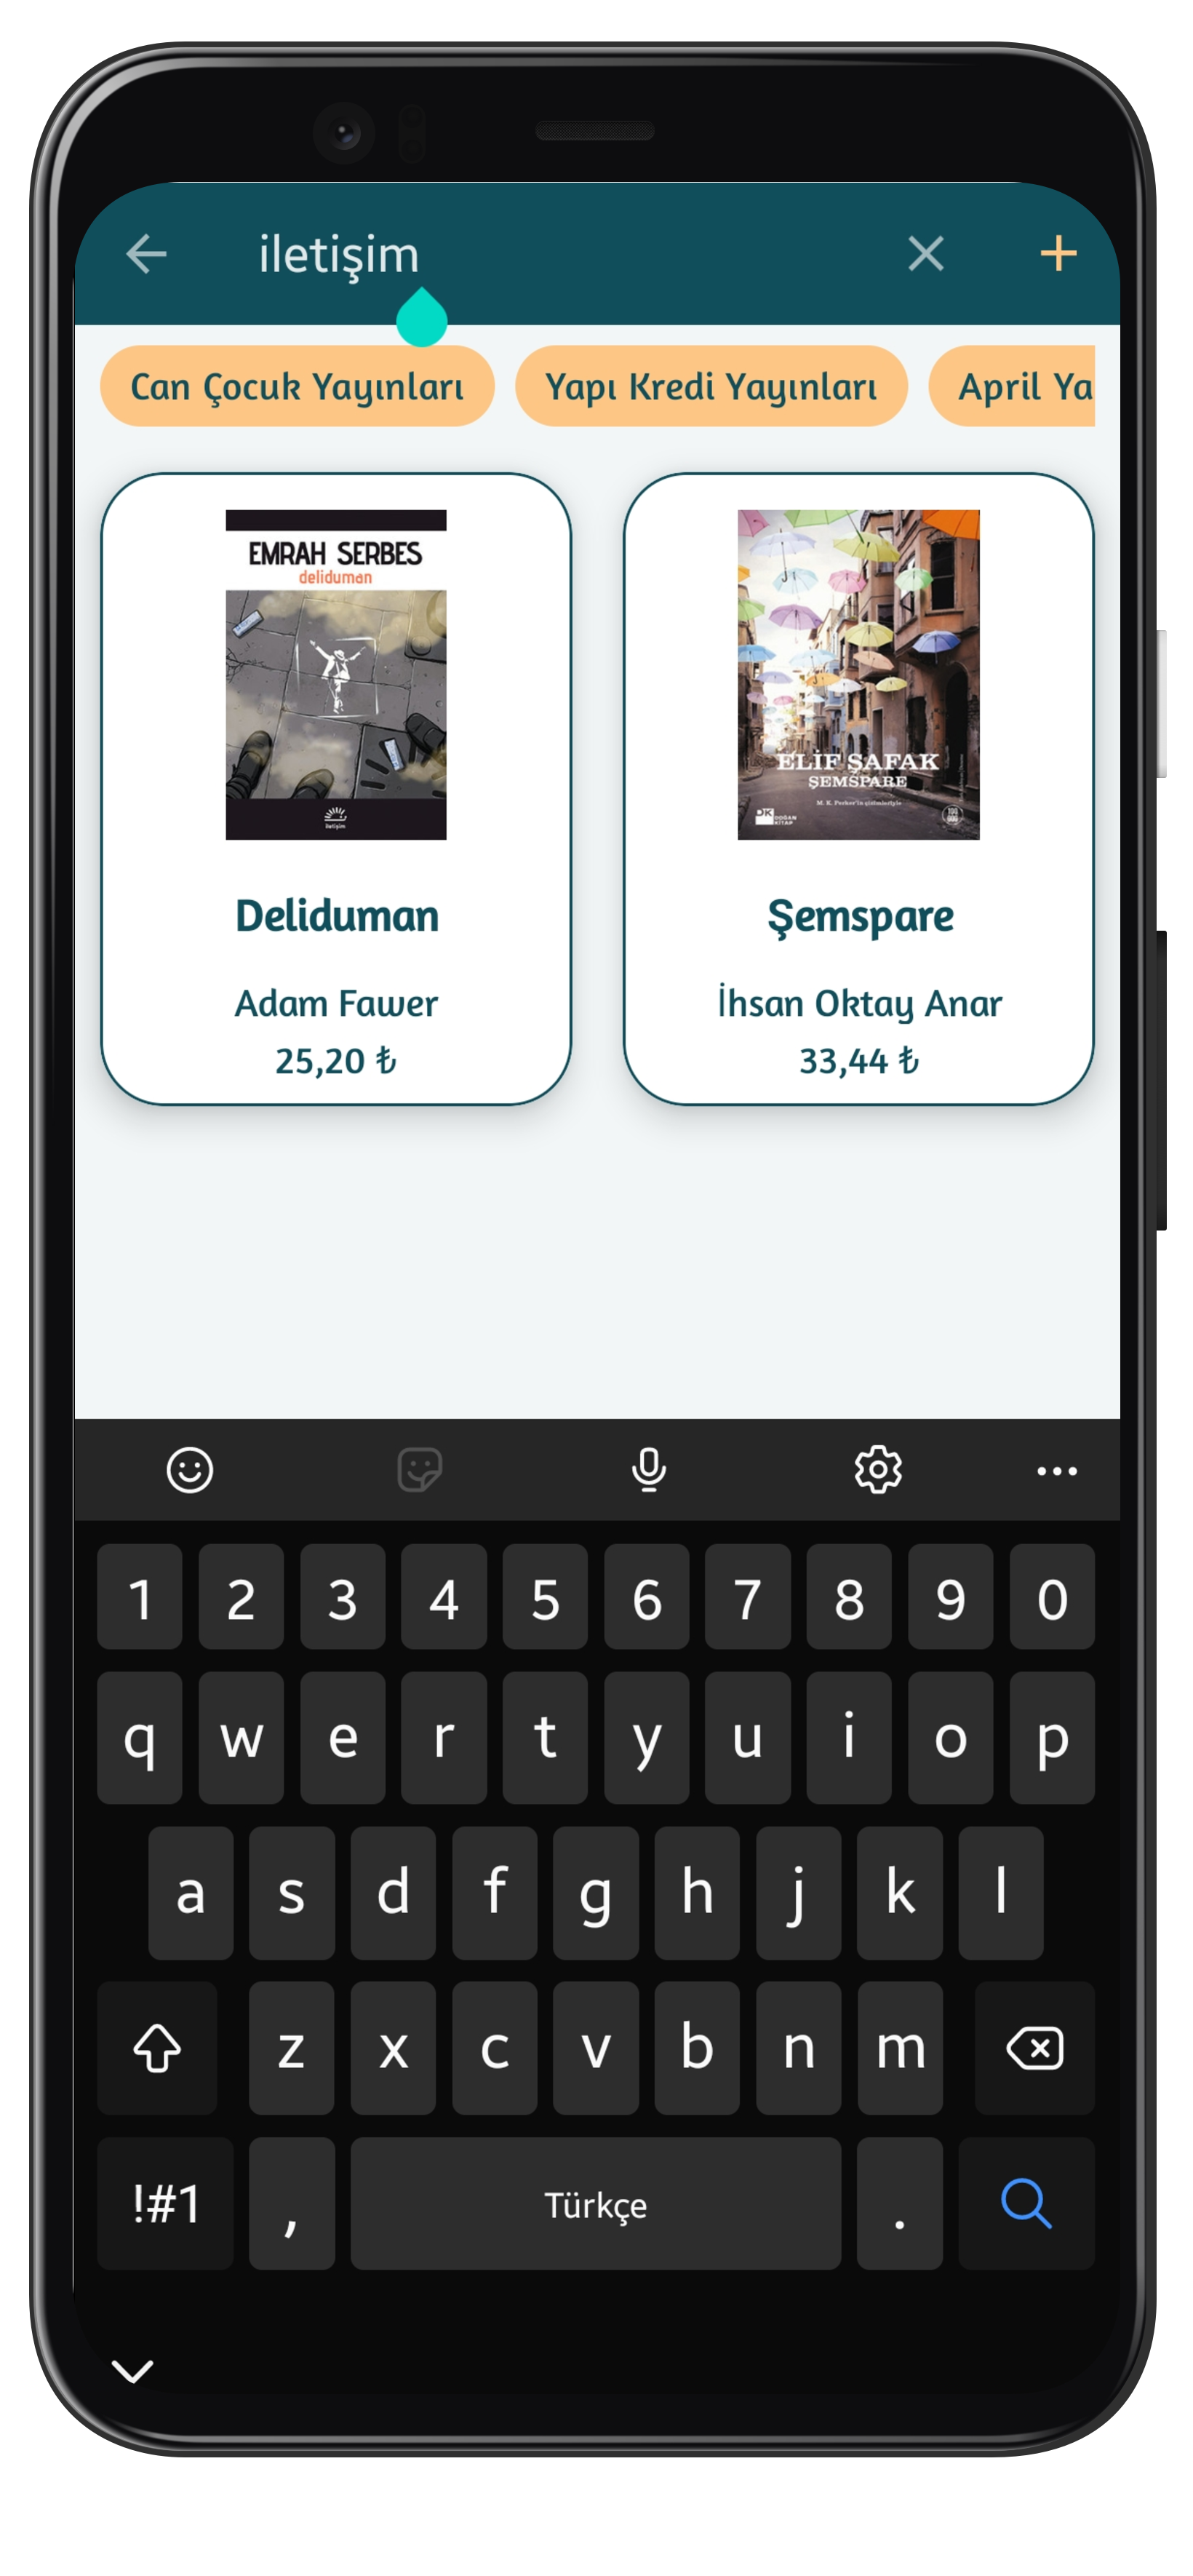 iletişim
Can Çocuk Yayınları
Yapı Kredi Yayınları
April Ya
EMRAH SERBES
deliduman
iletişim
ELİF ŞAFAK
ŞEMSPARE
M. K. Perker'in çizimleriyle
DK DOĞAN KİTAP
Deliduman
Şemspare
Adam Fawer
İhsan Oktay Anar
25,20 ₺
33,44 ₺
1 2 3 4 5 6 7 8 9 0
q w e r t y u i o p
a s d f g h j k l
z x c v b n m
!#1 , Türkçe .